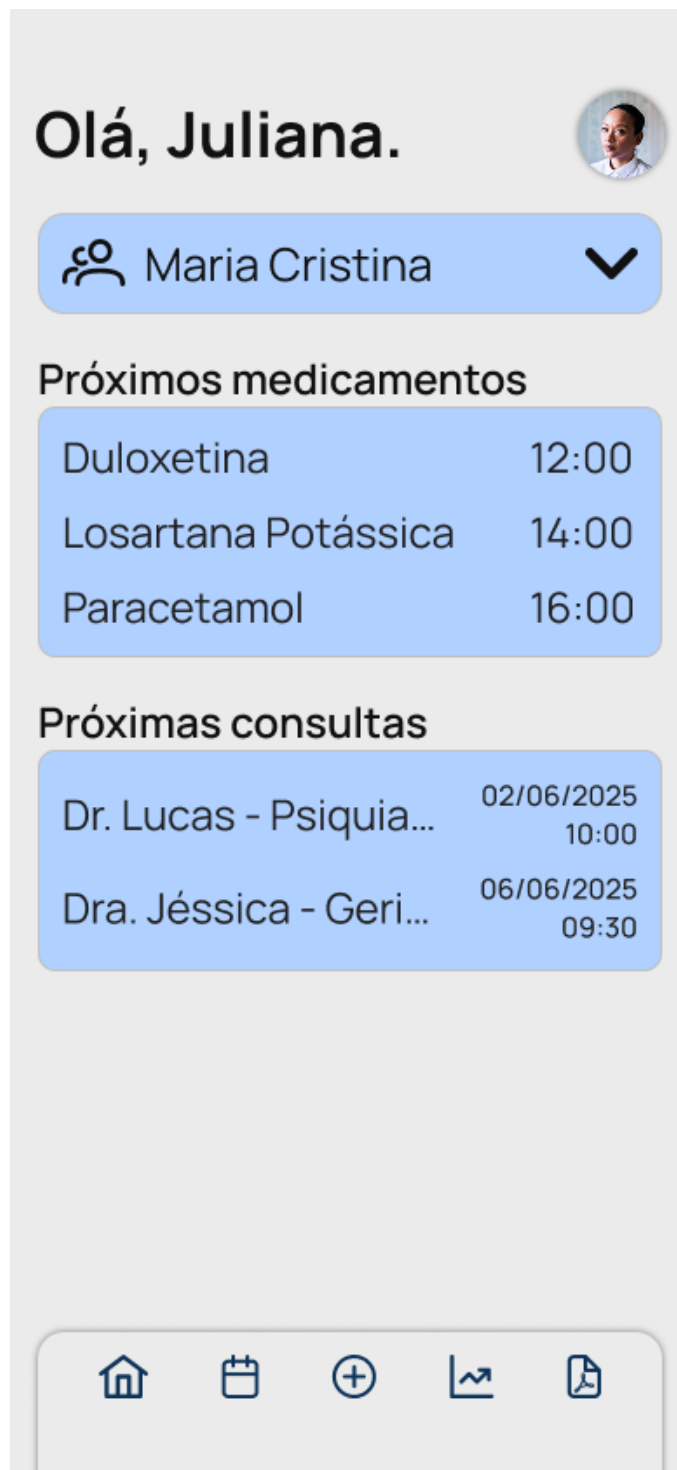 Olá, Juliana.
Maria Cristina
Próximos medicamentos
Duloxetina 12:00
Losartana Potássica 14:00
Paracetamol 16:00
Próximas consultas
Dr. Lucas - Psiquia... 02/06/2025
10:00
Dra. Jéssica - Geri... 06/06/2025
09:30